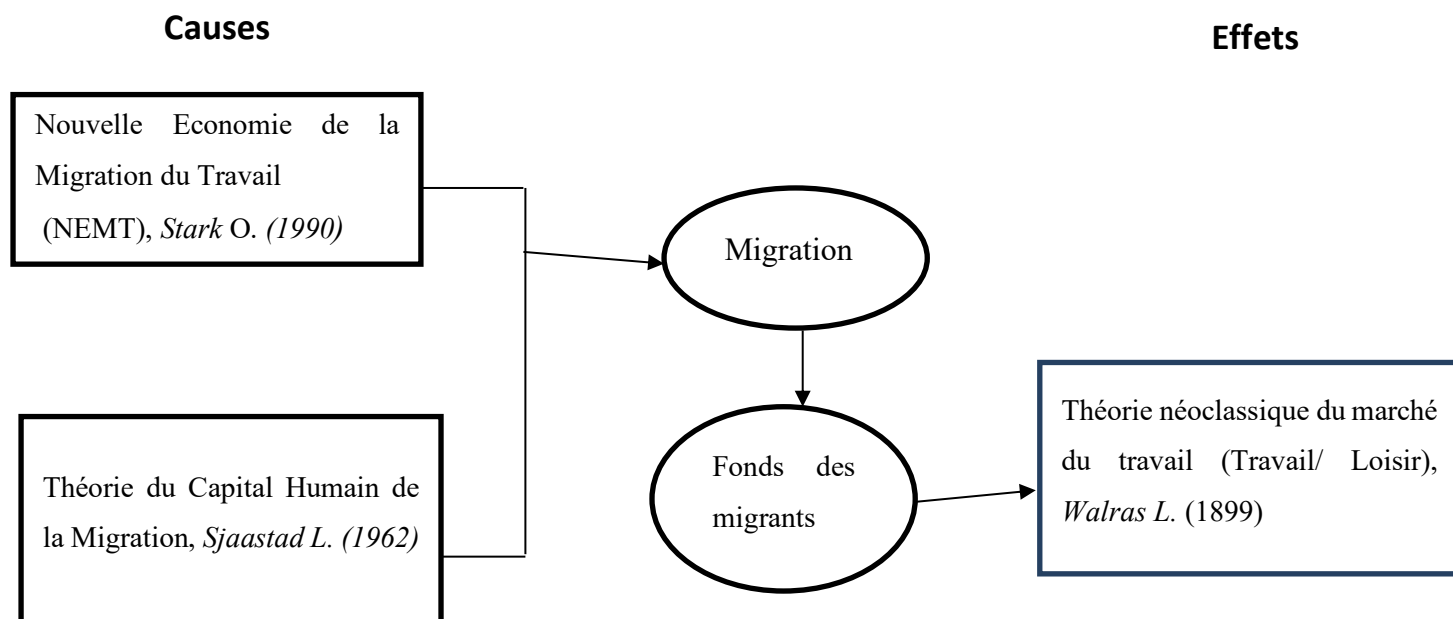 Causes
Effets
Nouvelle Economie de la
Migration du Travail
(NEMT), Stark O. (1990)
Migration
Théorie du Capital Humain de
la Migration, Sjaastad L. (1962)
Fonds des
migrants
Théorie néoclassique du marché
du travail (Travail/ Loisir),
Walras L. (1899)